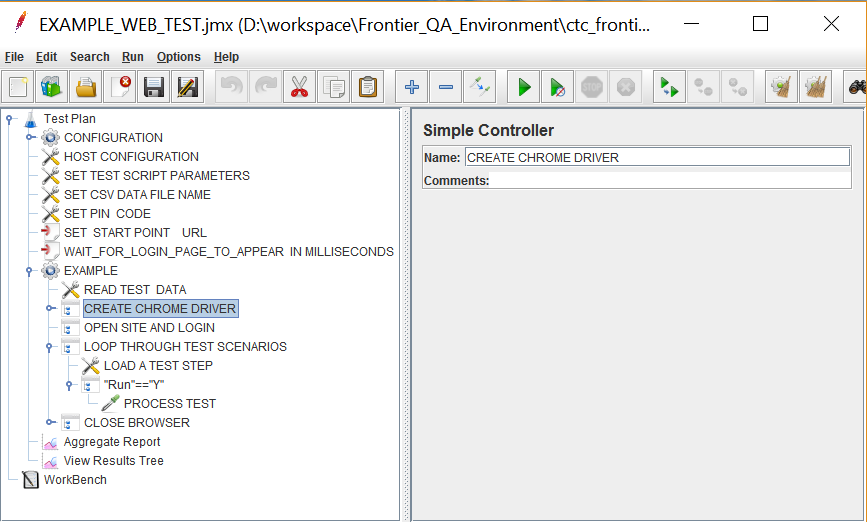 EXAMPLE_WEB_TEST.jmx (D:\workspace\Frontier_QA_Environment\ctc_fronti...
File Edit Search Run Options Help
STOP
Test Plan
CONFIGURATION
HOST CONFIGURATION
SET TEST SCRIPT PARAMETERS
SET CSV DATA FILE NAME
SET PIN  CODE
SET  START POINT    URL
WAIT_FOR_LOGIN_PAGE_TO_APPEAR  IN MILLISECONDS
EXAMPLE
READ TEST  DATA
CREATE CHROME DRIVER
OPEN SITE AND LOGIN
LOOP THROUGH TEST SCENARIOS
LOAD A TEST STEP
"Run"=="Y"
PROCESS TEST
CLOSE BROWSER
Aggregate Report
View Results Tree
WorkBench
Simple Controller
Name: CREATE CHROME DRIVER
Comments: